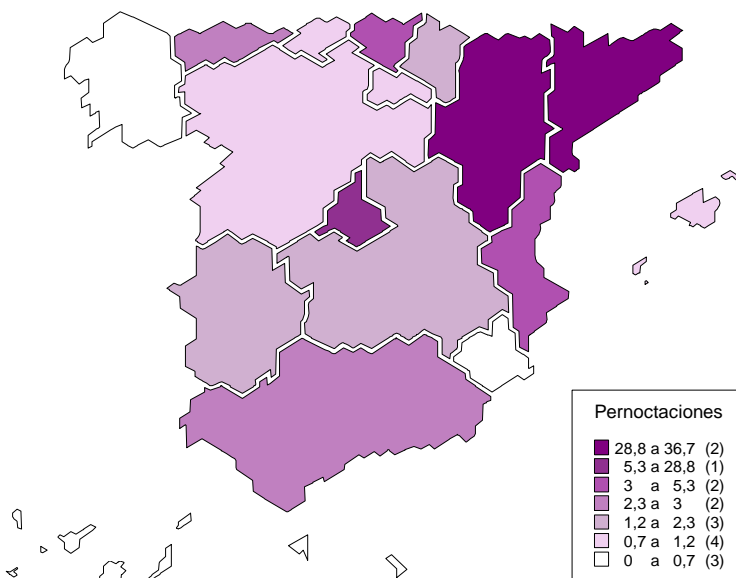 Pernoctaciones
28,8 a 36,7 (2)
5,3 a 28,8 (1)
3 a 5,3 (2)
2,3 a 3 (2)
1,2 a 2,3 (3)
0,7 a 1,2 (4)
0 a 0,7 (3)